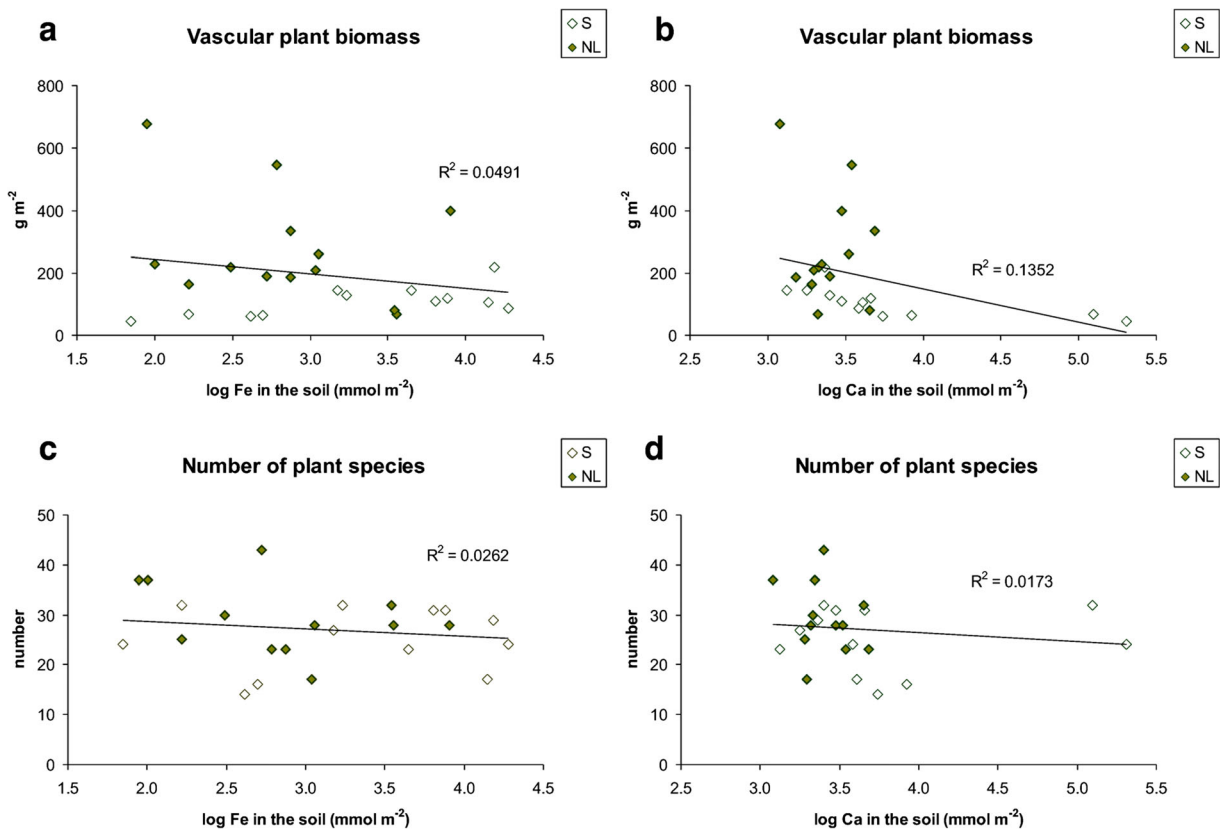 a
Vascular plant biomass
S
NL
800
600
400
200
0
g m⁻²
R² = 0.0491
1.5 2.0 2.5 3.0 3.5 4.0 4.5
log Fe in the soil (mmol m⁻²)
b
Vascular plant biomass
S
NL
800
600
400
200
0
g m⁻²
R² = 0.1352
2.5 3.0 3.5 4.0 4.5 5.0 5.5
log Ca in the soil (mmol m⁻²)
c
Number of plant species
S
NL
50
40
30
20
10
0
number
R² = 0.0262
1.5 2.0 2.5 3.0 3.5 4.0 4.5
log Fe in the soil (mmol m⁻²)
d
Number of plant species
S
NL
50
40
30
20
10
0
number
R² = 0.0173
2.5 3.0 3.5 4.0 4.5 5.0 5.5
log Ca in the soil (mmol m⁻²)